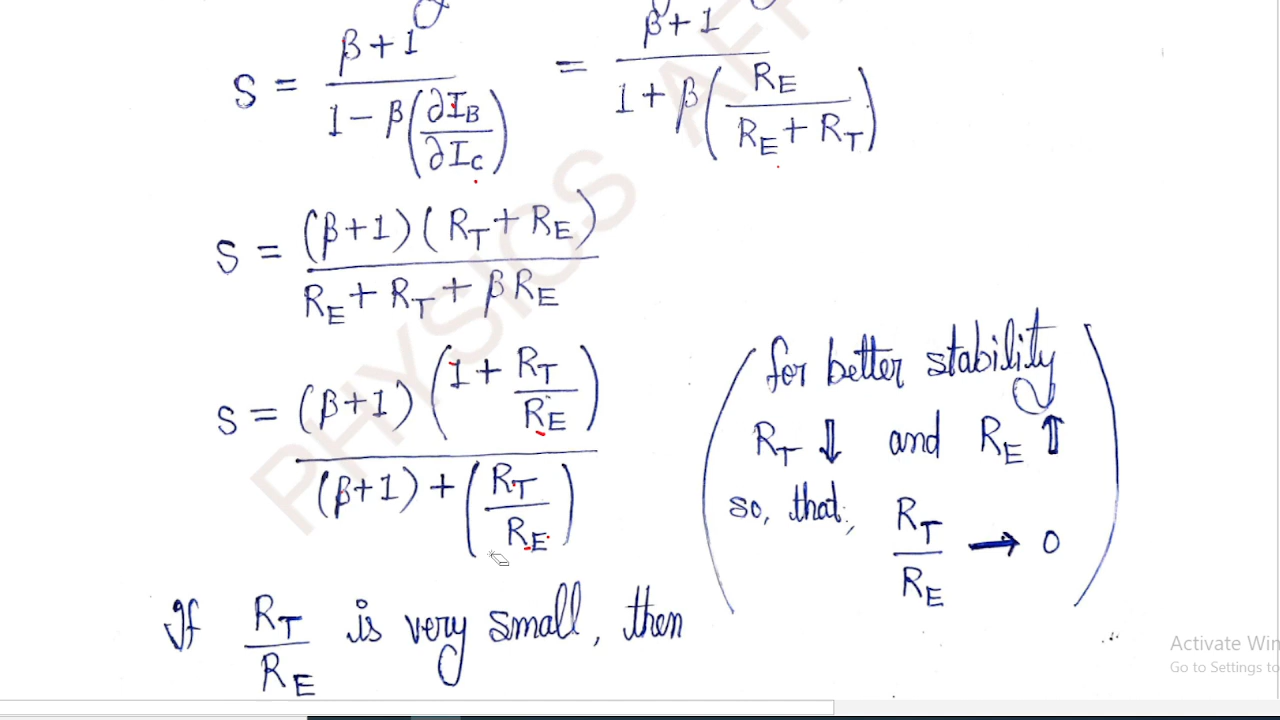 S = β+1 / 1 − β(∂I_B / ∂I_C) = β+1 / 1 + β(R_E / R_E + R_T)
S = (β+1)(R_T + R_E) / R_E + R_T + βR_E
S = (β+1)(1 + R_T / R_E) / (β+1) + (R_T / R_E)
(for better stability
R_T ⇓ and R_E ⇑
so, that, R_T / R_E → 0)
If R_T / R_E is very small, then
PHYSICS
Activate Win
Go to Settings to